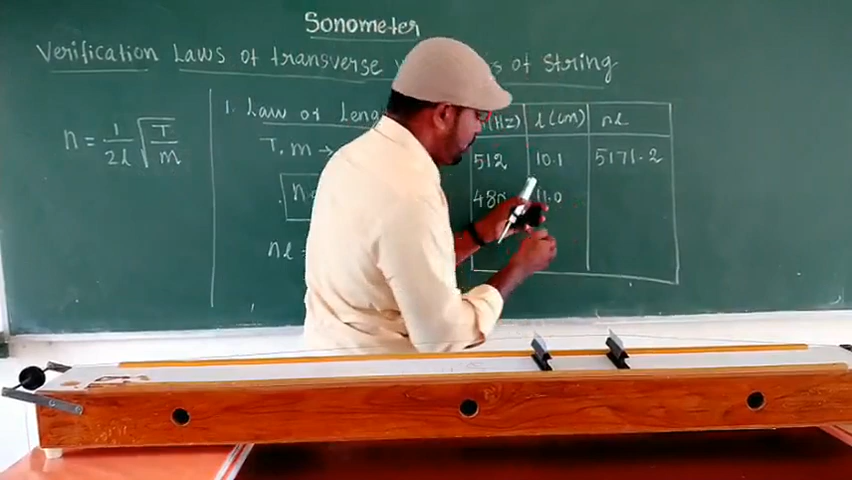 Sonometer
Verification Laws of transverse of String
1. Law of
n = 1/2l √T/m
T. m →
n
nl
(Hz) l (cm) nl
512 10.1 5171.2
11.0